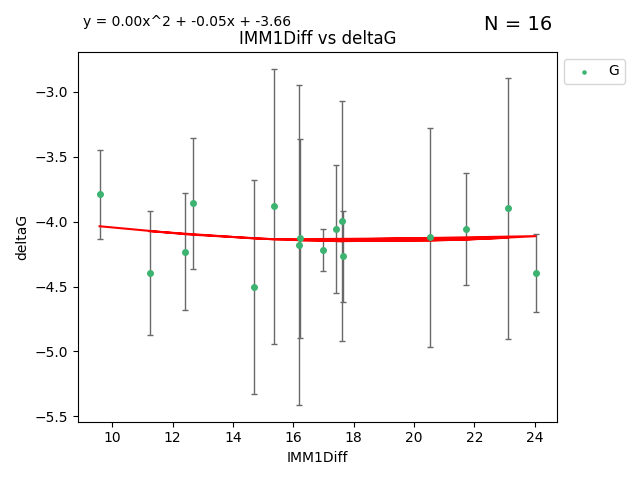 y = 0.00x^2 + -0.05x + -3.66
N = 16
IMM1Diff vs deltaG
G
deltaG
−3.0
−3.5
−4.0
−4.5
−5.0
−5.5
10 12 14 16 18 20 22 24
IMM1Diff